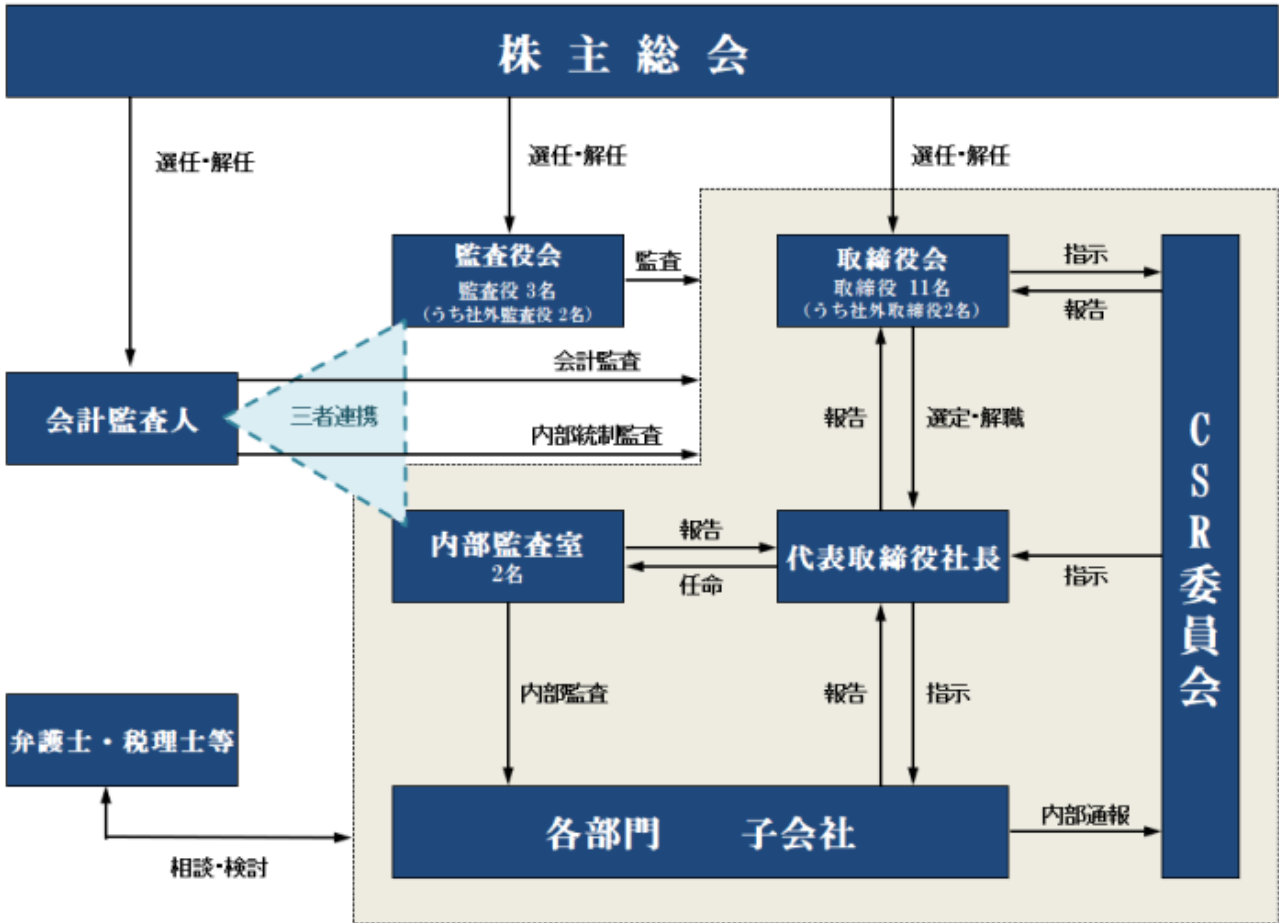 株主総会
選任・解任
選任・解任
選任・解任
監査役会
監査役 3名
(うち社外監査役 2名)
監査
取締役会
取締役 11名
(うち社外取締役2名)
指示
報告
会計監査
会計監査人
三者連携
内部統制監査
報告
選定・解職
CSR委員会
内部監査室
2名
報告
任命
代表取締役社長
指示
内部監査
報告
指示
弁護士・税理士等
相談・検討
各部門 子会社
内部通報